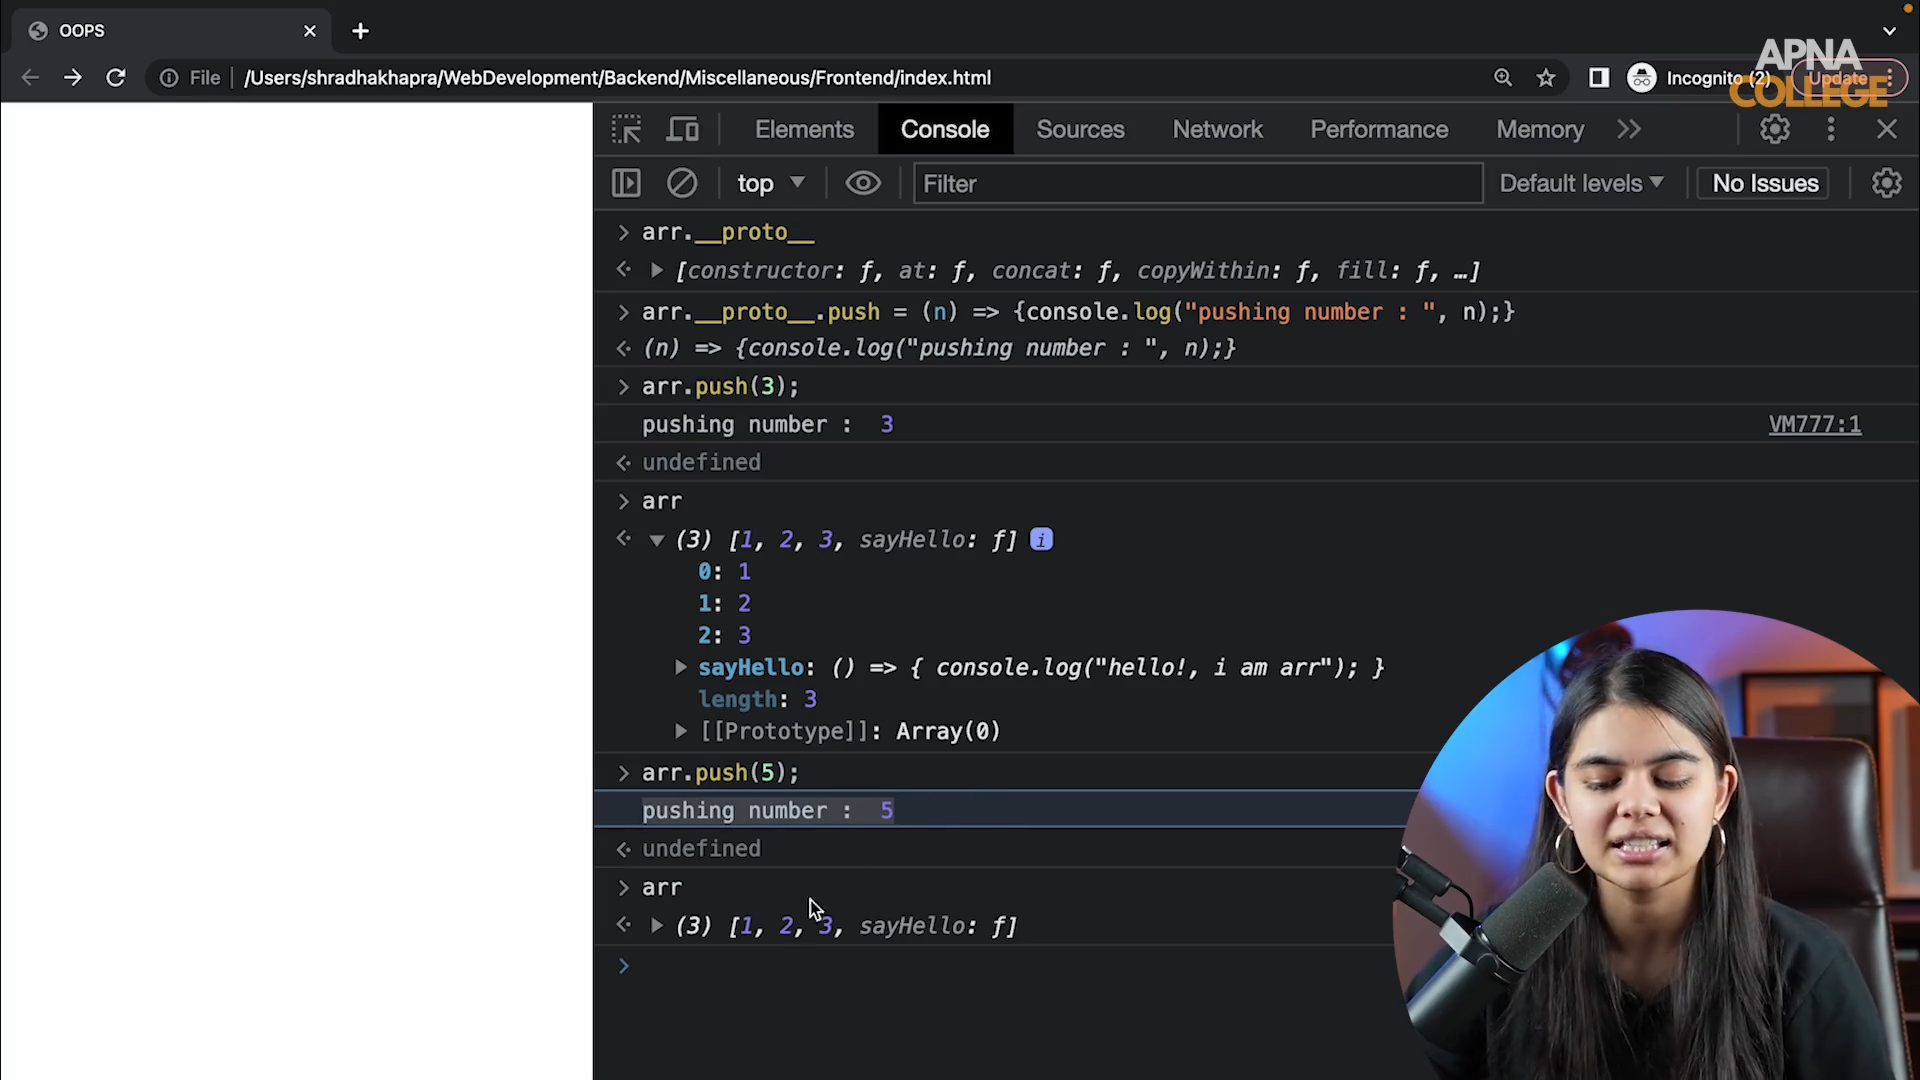 OOPS
File /Users/shradhakhapra/WebDevelopment/Backend/Miscellaneous/Frontend/index.html Incognito (2) Update
APNA
COLLEGE
Elements Console Sources Network Performance Memory
top Filter Default levels No Issues
arr.__proto__
[constructor: f, at: f, concat: f, copyWithin: f, fill: f, …]
arr.__proto__.push = (n) => {console.log("pushing number : ", n);}
(n) => {console.log("pushing number : ", n);}
arr.push(3);
pushing number : 3 VM777:1
undefined
arr
(3) [1, 2, 3, sayHello: f] i
0: 1
1: 2
2: 3
sayHello: () => { console.log("hello!, i am arr"); }
length: 3
[[Prototype]]: Array(0)
arr.push(5);
pushing number : 5
undefined
arr
(3) [1, 2, 3, sayHello: f]